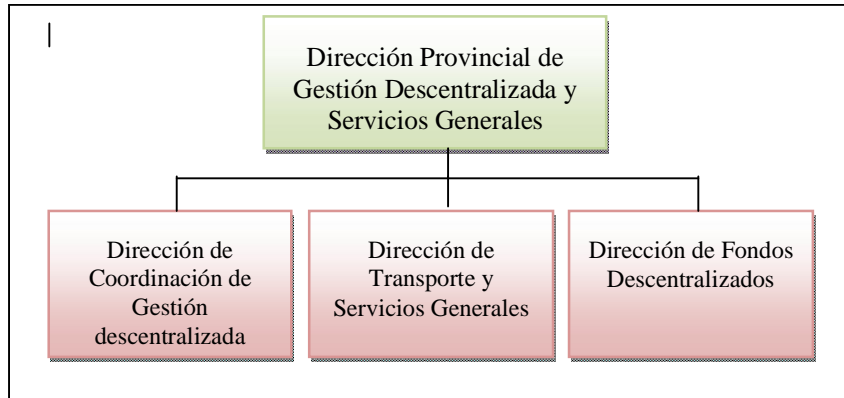 Dirección Provincial de
Gestión Descentralizada y
Servicios Generales
Dirección de
Coordinación de
Gestión
descentralizada
Dirección de
Transporte y
Servicios Generales
Dirección de Fondos
Descentralizados